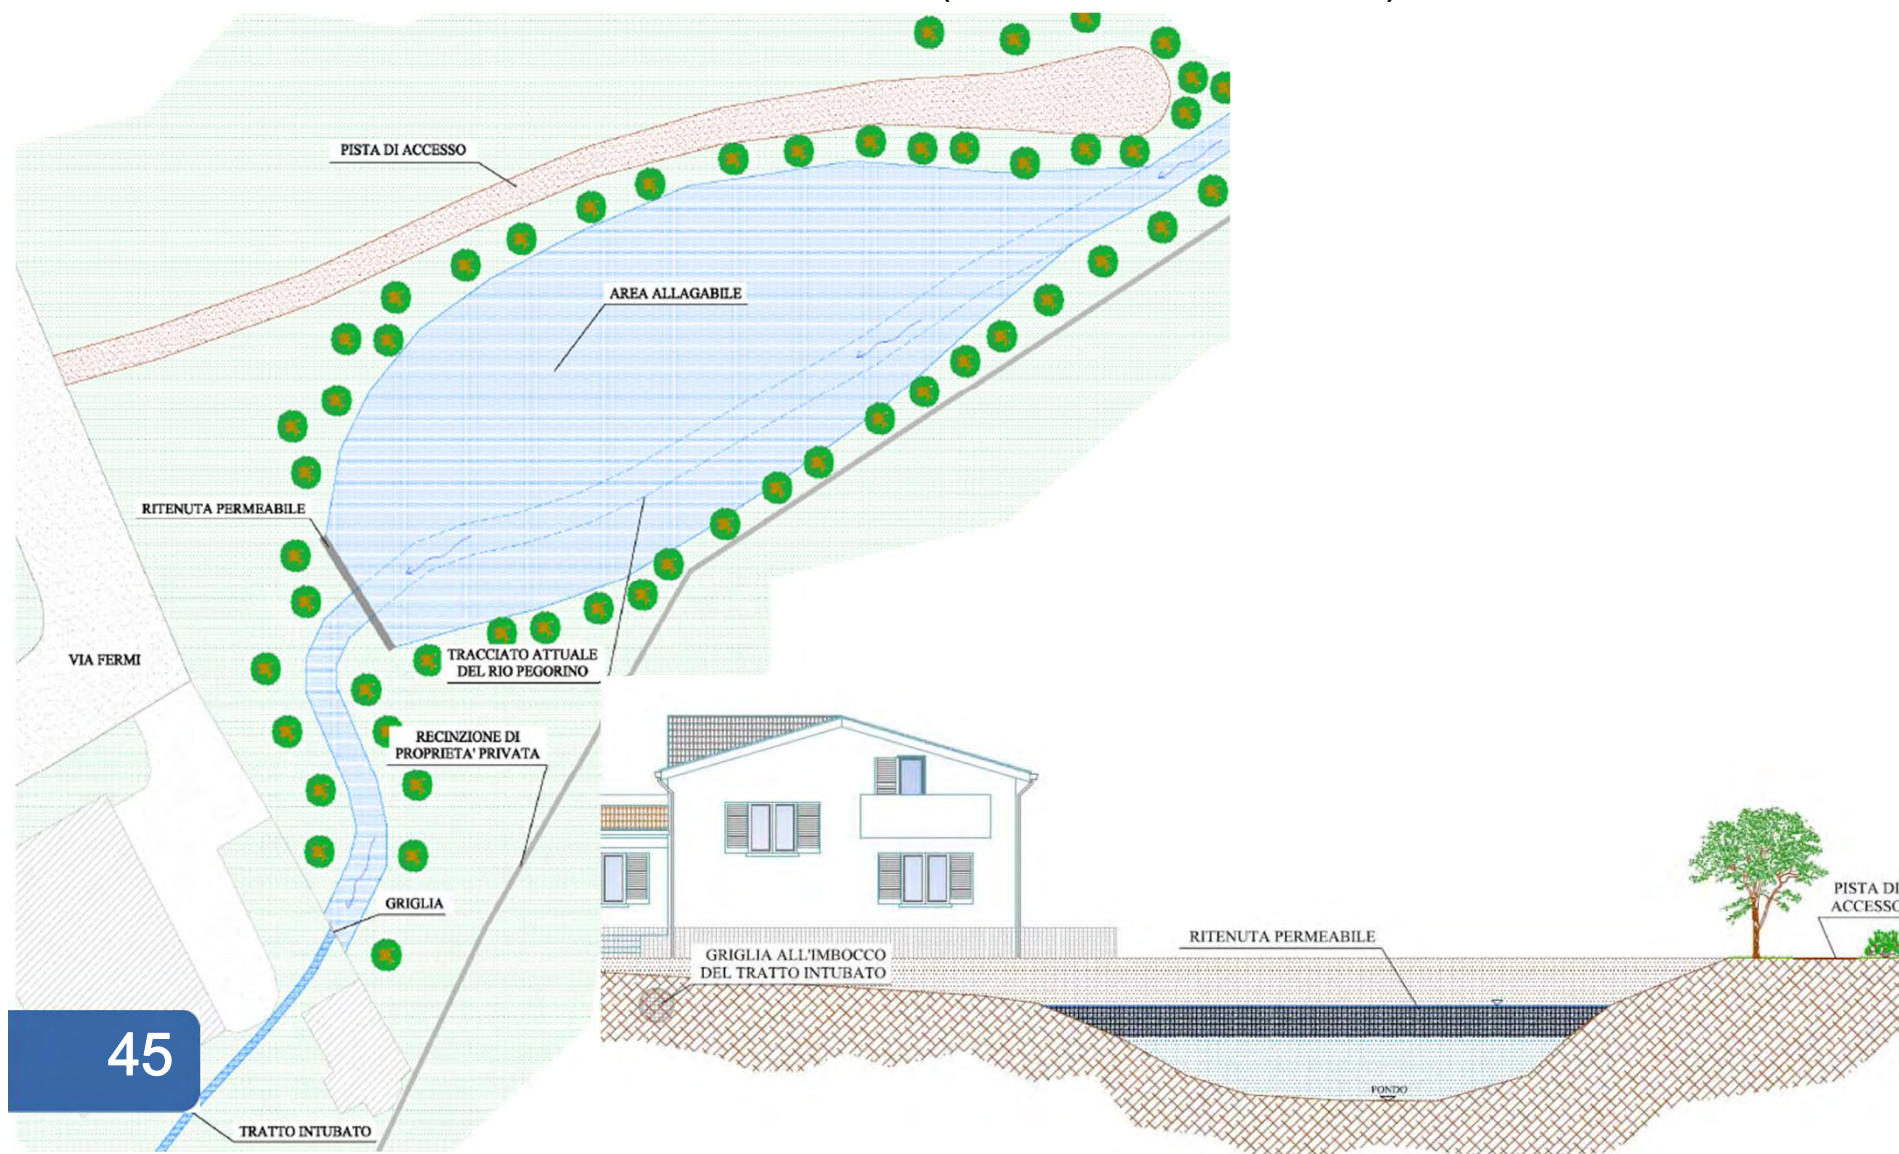 PISTA DI ACCESSO
AREA ALLAGABILE
RITENUTA PERMEABILE
VIA FERMI
TRACCIATO ATTUALE
DEL RIO PEGORINO
RECINZIONE DI
PROPRIETA' PRIVATA
GRIGLIA
TRATTO INTUBATO
45
GRIGLIA ALL'IMBOCCO
DEL TRATTO INTUBATO
RITENUTA PERMEABILE
FONDO
PISTA DI
ACCESSO